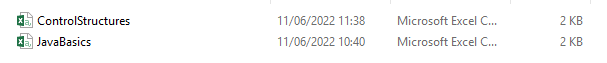 ControlStructures 11/06/2022 11:38 Microsoft Excel C... 2 KB
JavaBasics 11/06/2022 10:40 Microsoft Excel C... 2 KB